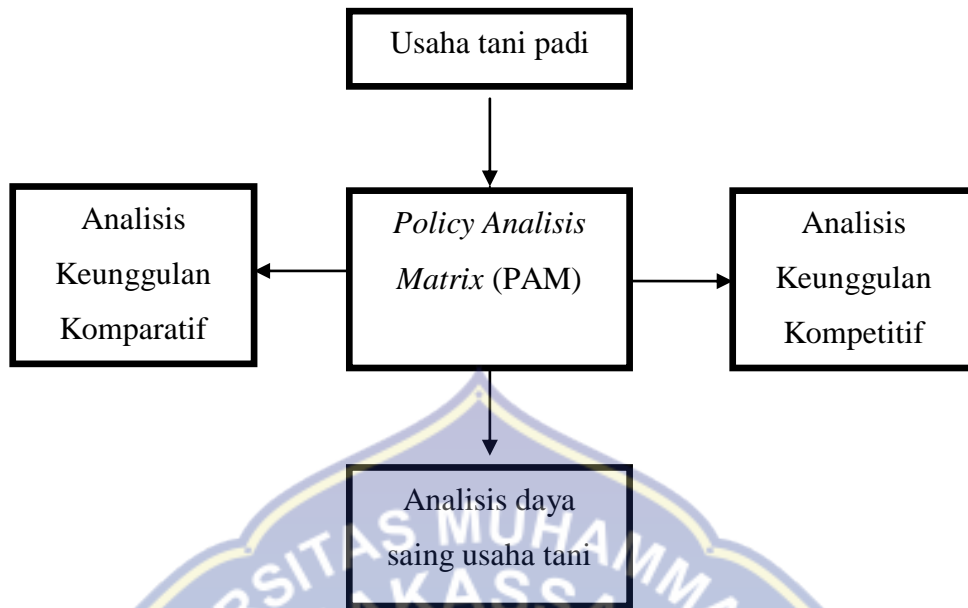 Usaha tani padi
Analisis
Keunggulan
Komparatif
Policy Analisis
Matrix (PAM)
Analisis
Keunggulan
Kompetitif
Analisis daya
saing usaha tani